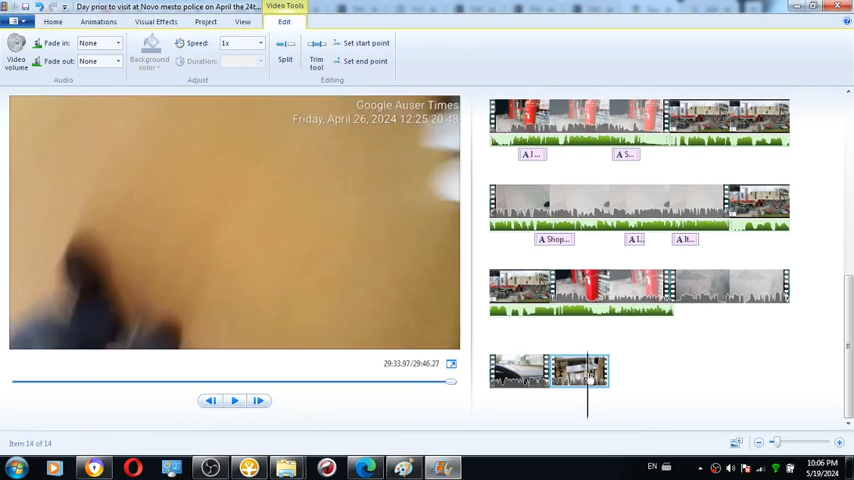 Day prior to visit at Novo mesto police on April the 24t...
Video Tools
Home
Animations
Visual Effects
Project
View
Edit
Video volume
Fade in: None
Fade out: None
Audio
Background color
Speed: 1x
Duration:
Adjust
Split
Trim tool
Set start point
Set end point
Editing
Google Auser Times
Friday, April 26, 2024 12:25 20.48
29:33.97/29:46.27
A I ...
A S...
A Shop...
A I..
A It...
Item 14 of 14
EN
10:06 PM
5/19/2024